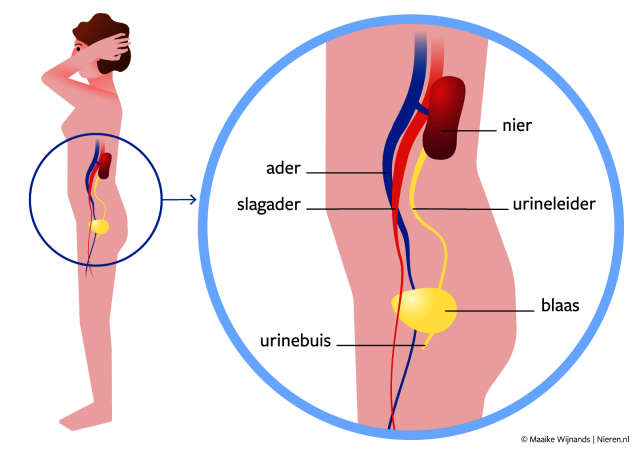 nier
ader
slagader
urineleider
blaas
urinebuis
© Maaike Wijnands | Nieren.nl